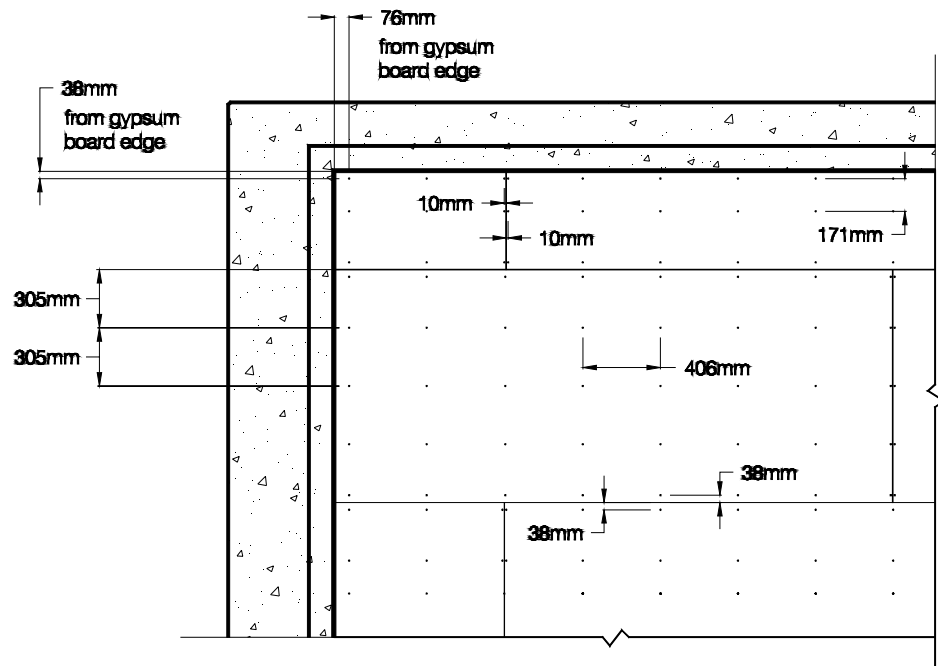 76mm
from gypsum
board edge
38mm
from gypsum
board edge
10mm
10mm
171mm
305mm
305mm
406mm
38mm
38mm